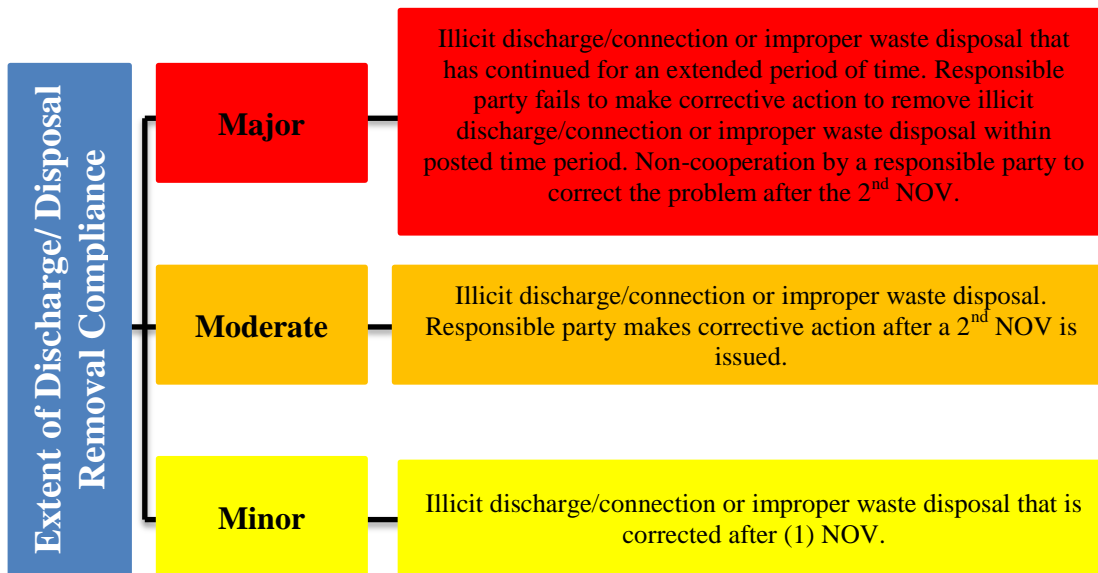 Extent of Discharge/ Disposal
Removal Compliance
Major
Illicit discharge/connection or improper waste disposal that
has continued for an extended period of time. Responsible
party fails to make corrective action to remove illicit
discharge/connection or improper waste disposal within
posted time period. Non-cooperation by a responsible party to
correct the problem after the 2nd NOV.
Moderate
Illicit discharge/connection or improper waste disposal.
Responsible party makes corrective action after a 2nd NOV is
issued.
Minor
Illicit discharge/connection or improper waste disposal that is
corrected after (1) NOV.